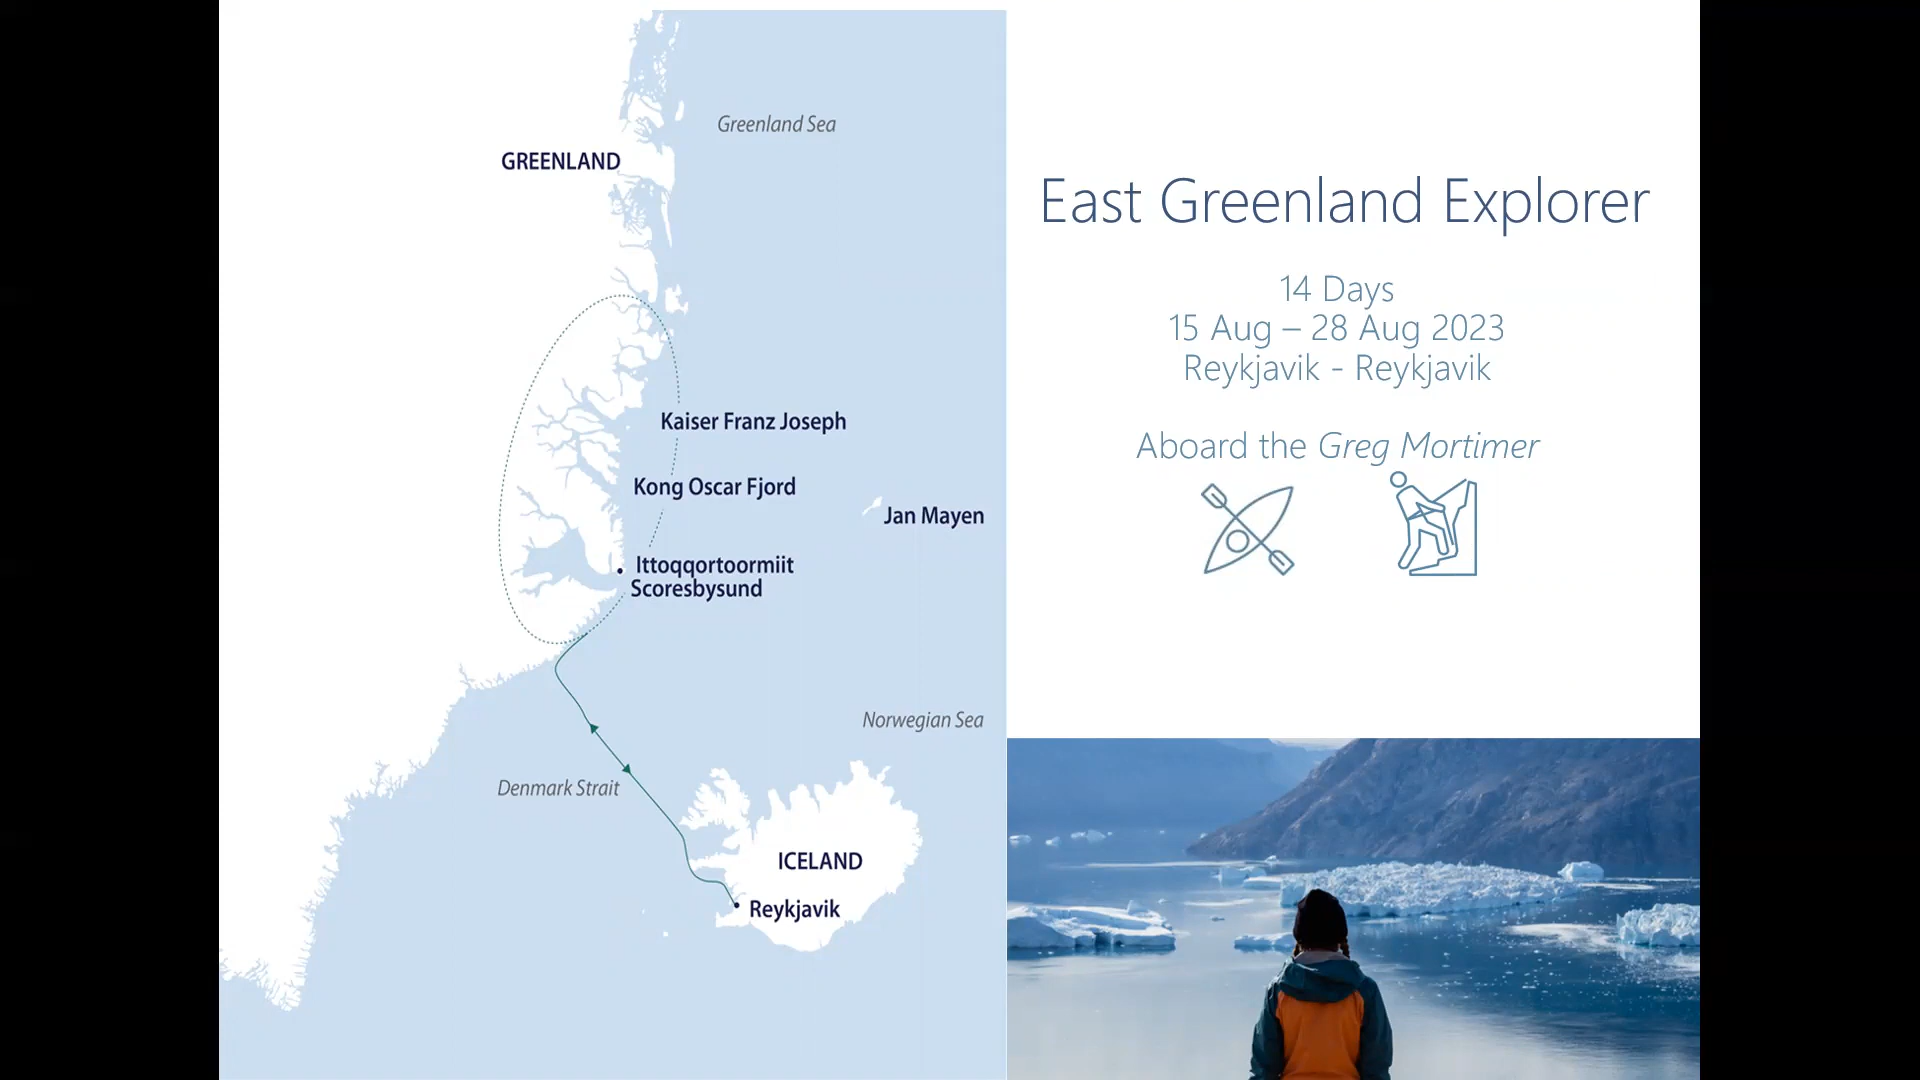 Greenland Sea
GREENLAND
Kaiser Franz Joseph
Kong Oscar Fjord
Jan Mayen
Ittoqqortoormiit
Scoresbysund
Norwegian Sea
Denmark Strait
ICELAND
Reykjavik
East Greenland Explorer
14 Days
15 Aug – 28 Aug 2023
Reykjavik - Reykjavik
Aboard the Greg Mortimer